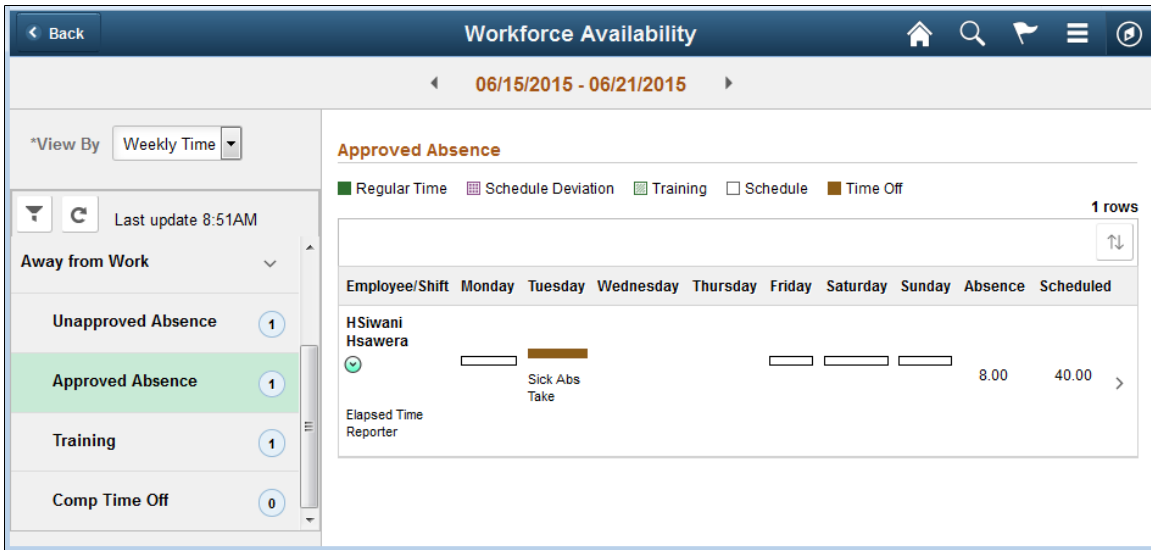 Back
Workforce Availability
06/15/2015 - 06/21/2015
*View By Weekly Time
Last update 8:51AM
Away from Work
Unapproved Absence 1
Approved Absence 1
Training 1
Comp Time Off 0
Approved Absence
Regular Time Schedule Deviation Training Schedule Time Off
1 rows
Employee/Shift Monday Tuesday Wednesday Thursday Friday Saturday Sunday Absence Scheduled
HSiwani
Hsawera
Sick Abs
Take
8.00 40.00
Elapsed Time
Reporter